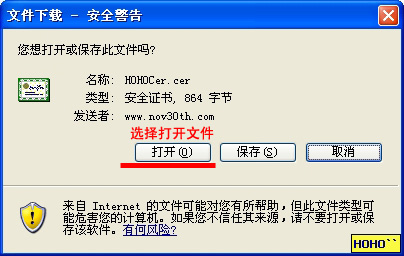 文件下载 - 安全警告
您想打开或保存此文件吗?
名称: HOHOCer.cer
类型: 安全证书, 864 字节
发送者: www.nov30th.com
选择打开文件
打开(O) 保存(S) 取消
来自 Internet 的文件可能对您有所帮助，但此文件类型可
能危害您的计算机。如果您不信任其来源，请不要打开或保
存该软件。有何风险?
HOHO``